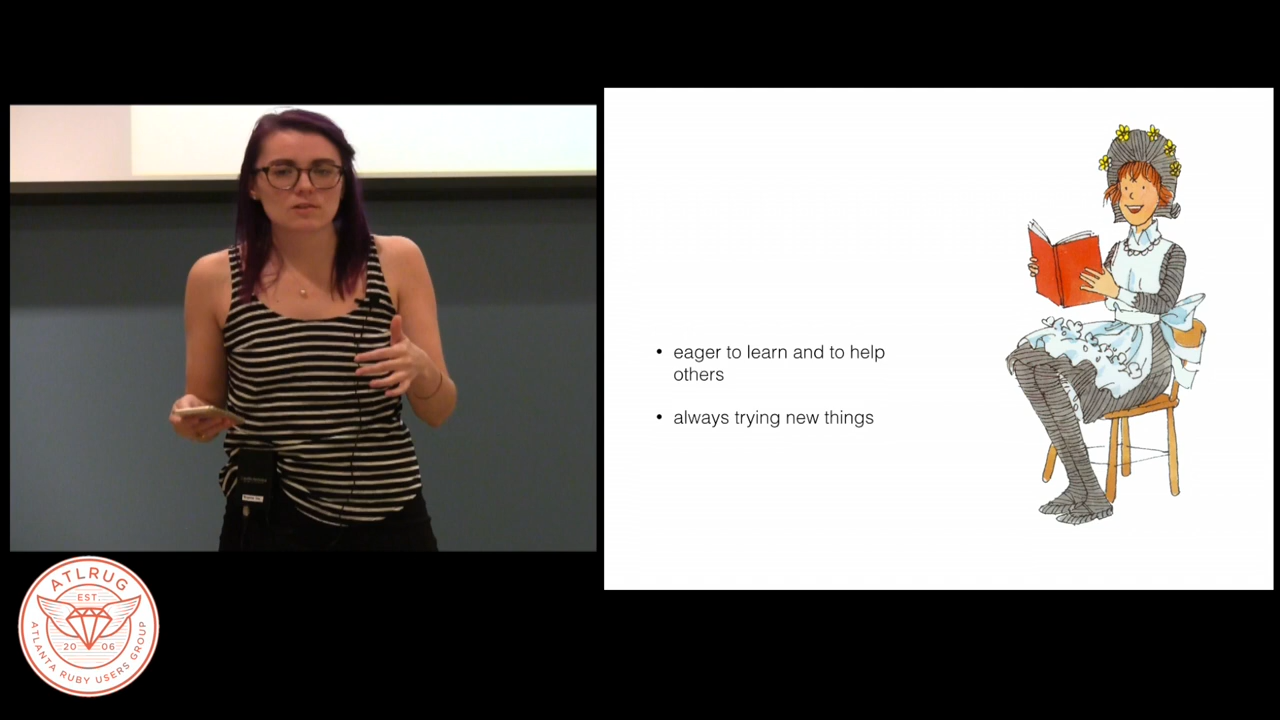 • eager to learn and to help
others
• always trying new things
ATLRUG
EST.
20 06
ATLANTA RUBY USERS GROUP